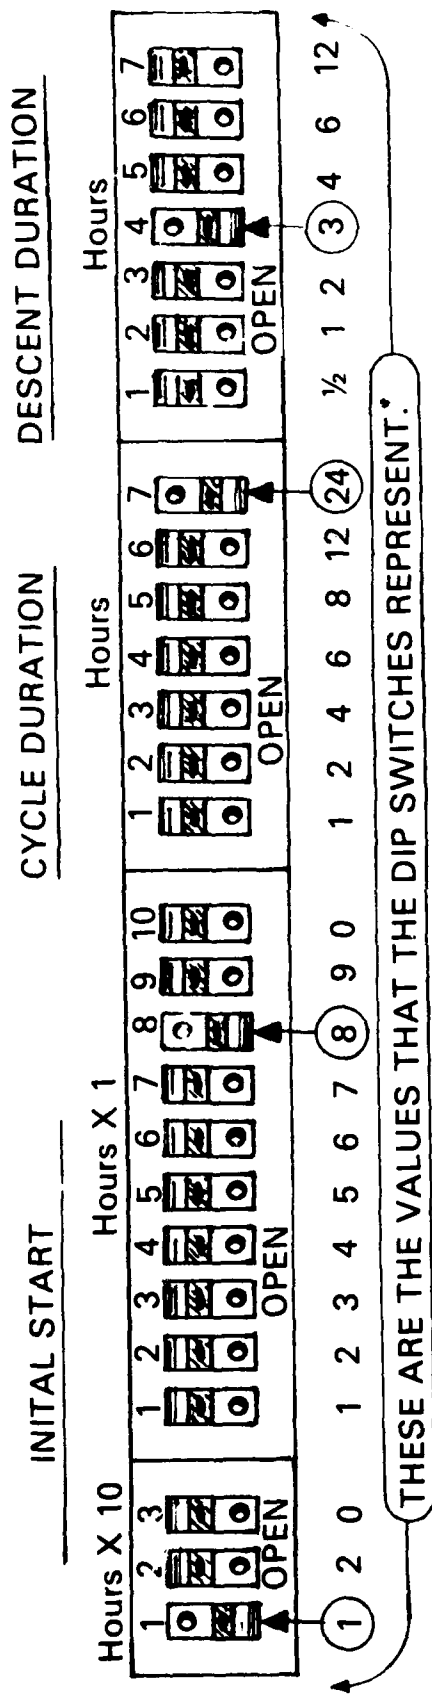 INITAL START
CYCLE DURATION
DESCENT DURATION
Hours X 10
Hours X 1
Hours
Hours
1 2 3
1 2 3 4 5 6 7 8 9 10
1 2 3 4 5 6 7
1 2 3 4 5 6 7
OPEN
OPEN
OPEN
OPEN
1 2 0
1 2 3 4 5 6 7 8 9 0
1 2 4 6 8 12 24
½ 1 2 3 4 6 12
THESE ARE THE VALUES THAT THE DIP SWITCHES REPRESENT.*